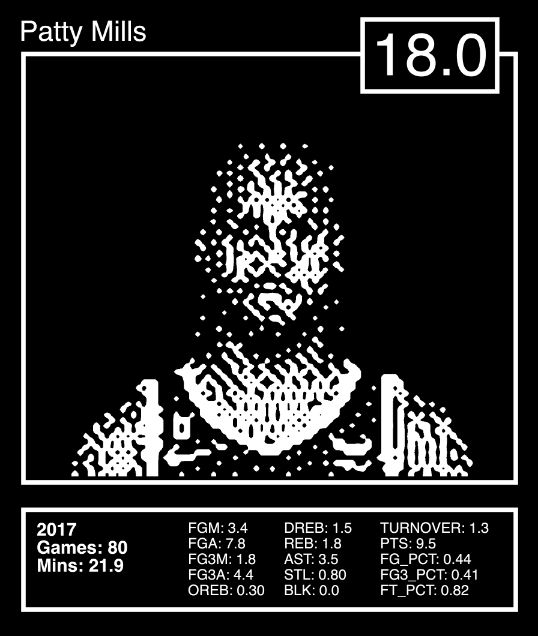 Patty Mills
18.0
2017
Games: 80
Mins: 21.9
FGM: 3.4
FGA: 7.8
FG3M: 1.8
FG3A: 4.4
OREB: 0.30
DREB: 1.5
REB: 1.8
AST: 3.5
STL: 0.80
BLK: 0.0
TURNOVER: 1.3
PTS: 9.5
FG_PCT: 0.44
FG3_PCT: 0.41
FT_PCT: 0.82